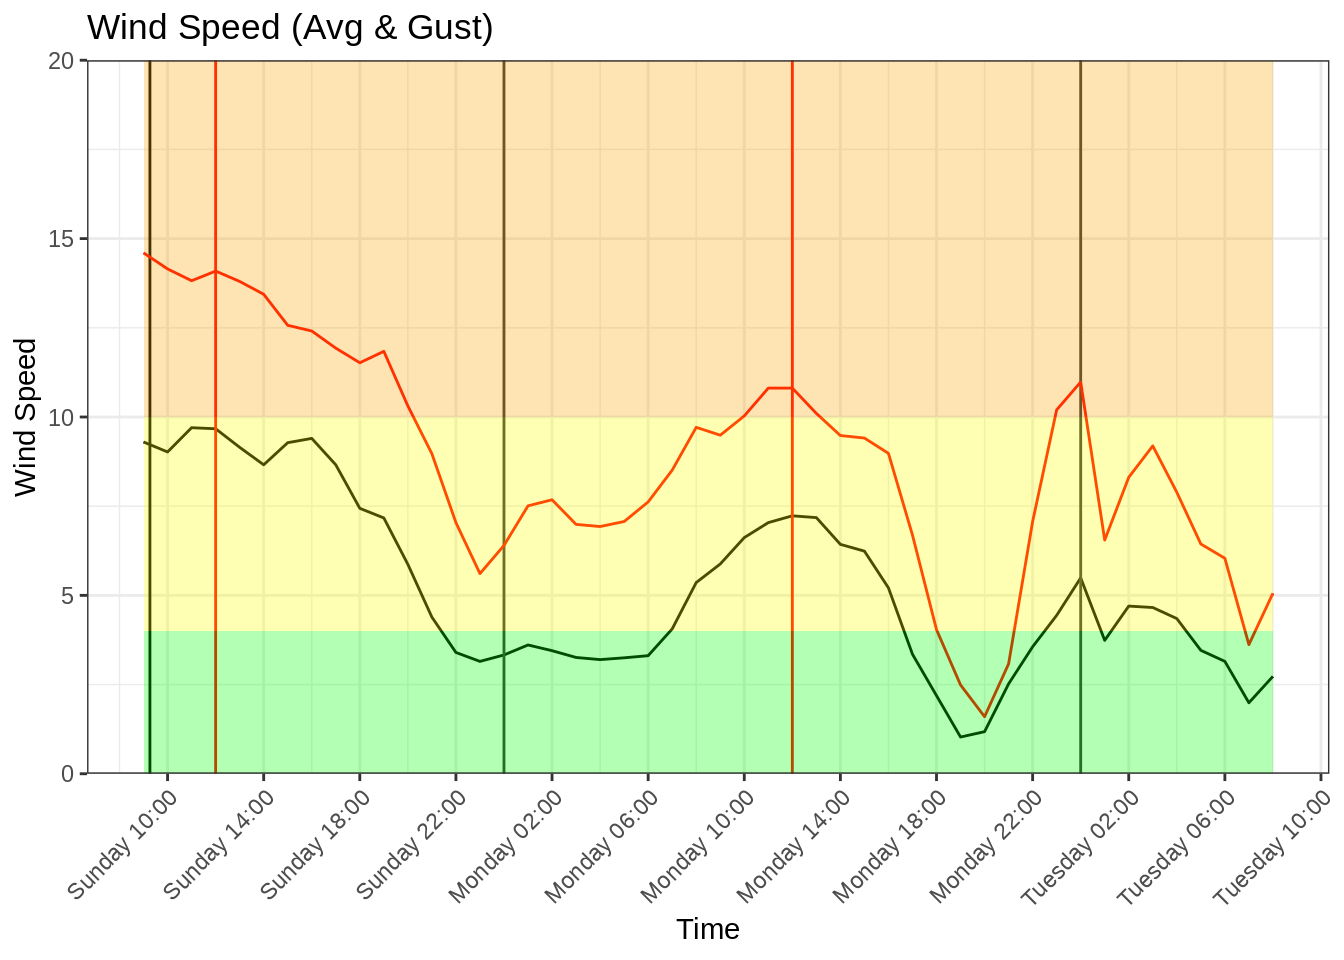 Wind Speed (Avg & Gust)
20
15
10
5
0
Wind Speed
Sunday 10:00
Sunday 14:00
Sunday 18:00
Sunday 22:00
Monday 02:00
Monday 06:00
Monday 10:00
Monday 14:00
Monday 18:00
Monday 22:00
Tuesday 02:00
Tuesday 06:00
Tuesday 10:00
Time